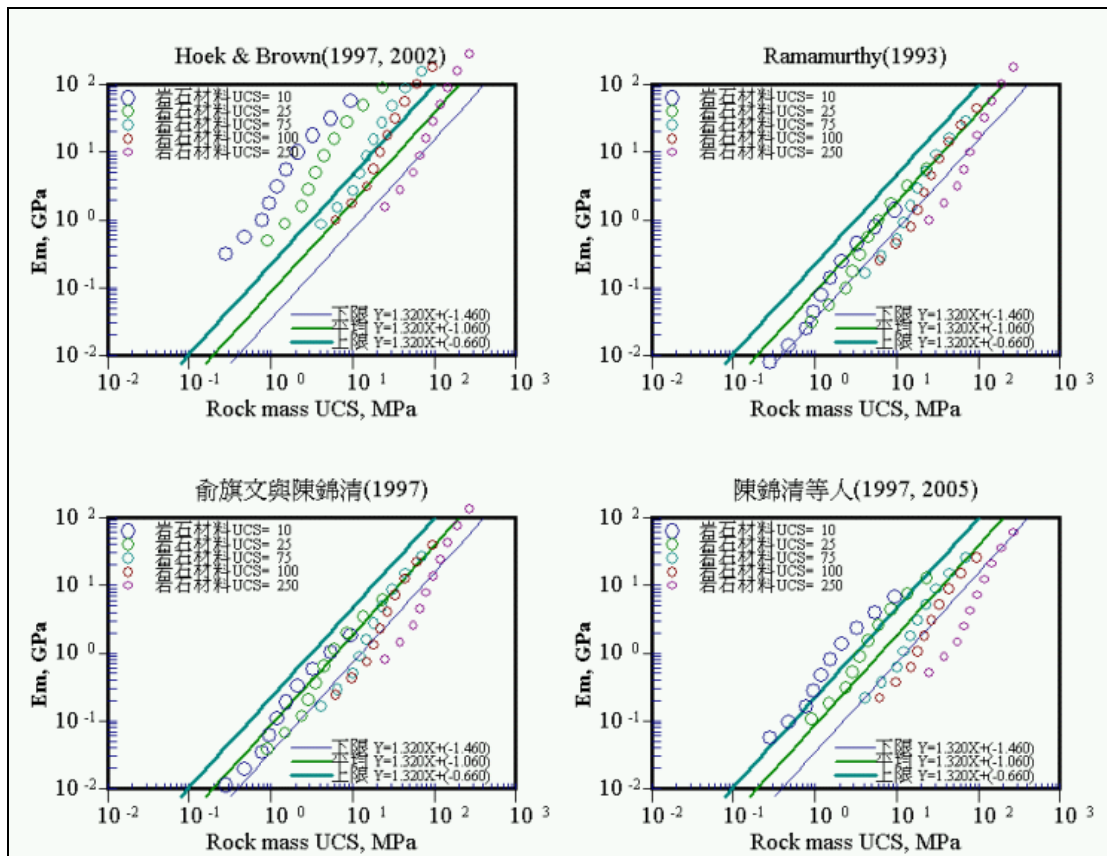 Hoek & Brown(1997, 2002)
10 2
10 1
10 0
10 -1
10 -2
Em, GPa
岩石材料UCS= 10
岩石材料UCS= 25
岩石材料UCS= 75
岩石材料UCS= 100
岩石材料UCS= 250
下限 Y=1.320X+(-1.460)
平均 Y=1.320X+(-1.060)
上限 Y=1.320X+(-0.660)
10 -2 10 -1 10 0 10 1 10 2 10 3
Rock mass UCS, MPa
Ramamurthy(1993)
10 2
10 1
10 0
10 -1
10 -2
Em, GPa
岩石材料UCS= 10
岩石材料UCS= 25
岩石材料UCS= 75
岩石材料UCS= 100
岩石材料UCS= 250
下限 Y=1.320X+(-1.460)
平均 Y=1.320X+(-1.060)
上限 Y=1.320X+(-0.660)
10 -2 10 -1 10 0 10 1 10 2 10 3
Rock mass UCS, MPa
俞旗文與陳錦清(1997)
10 2
10 1
10 0
10 -1
10 -2
Em, GPa
岩石材料UCS= 10
岩石材料UCS= 25
岩石材料UCS= 75
岩石材料UCS= 100
岩石材料UCS= 250
下限 Y=1.320X+(-1.460)
平均 Y=1.320X+(-1.060)
上限 Y=1.320X+(-0.660)
10 -2 10 -1 10 0 10 1 10 2 10 3
Rock mass UCS, MPa
陳錦清等人(1997, 2005)
10 2
10 1
10 0
10 -1
10 -2
Em, GPa
岩石材料UCS= 10
岩石材料UCS= 25
岩石材料UCS= 75
岩石材料UCS= 100
岩石材料UCS= 250
下限 Y=1.320X+(-1.460)
平均 Y=1.320X+(-1.060)
上限 Y=1.320X+(-0.660)
10 -2 10 -1 10 0 10 1 10 2 10 3
Rock mass UCS, MPa